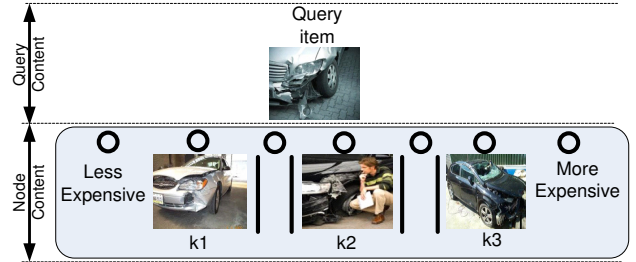 Query
item
Query
Content
Node
Content
Less
Expensive
More
Expensive
k1
k2
k3